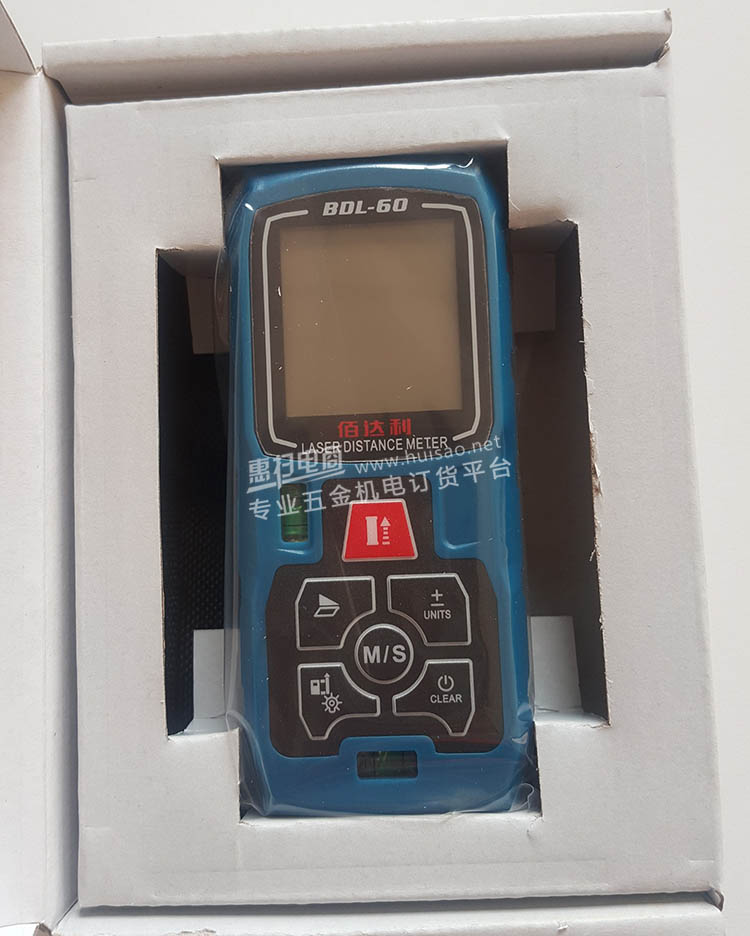 BDL-60
佰达利
LASER DISTANCE METER
惠扫电商 www.huisao.net
专业五金机电订货平台
±
UNITS
M/S
CLEAR